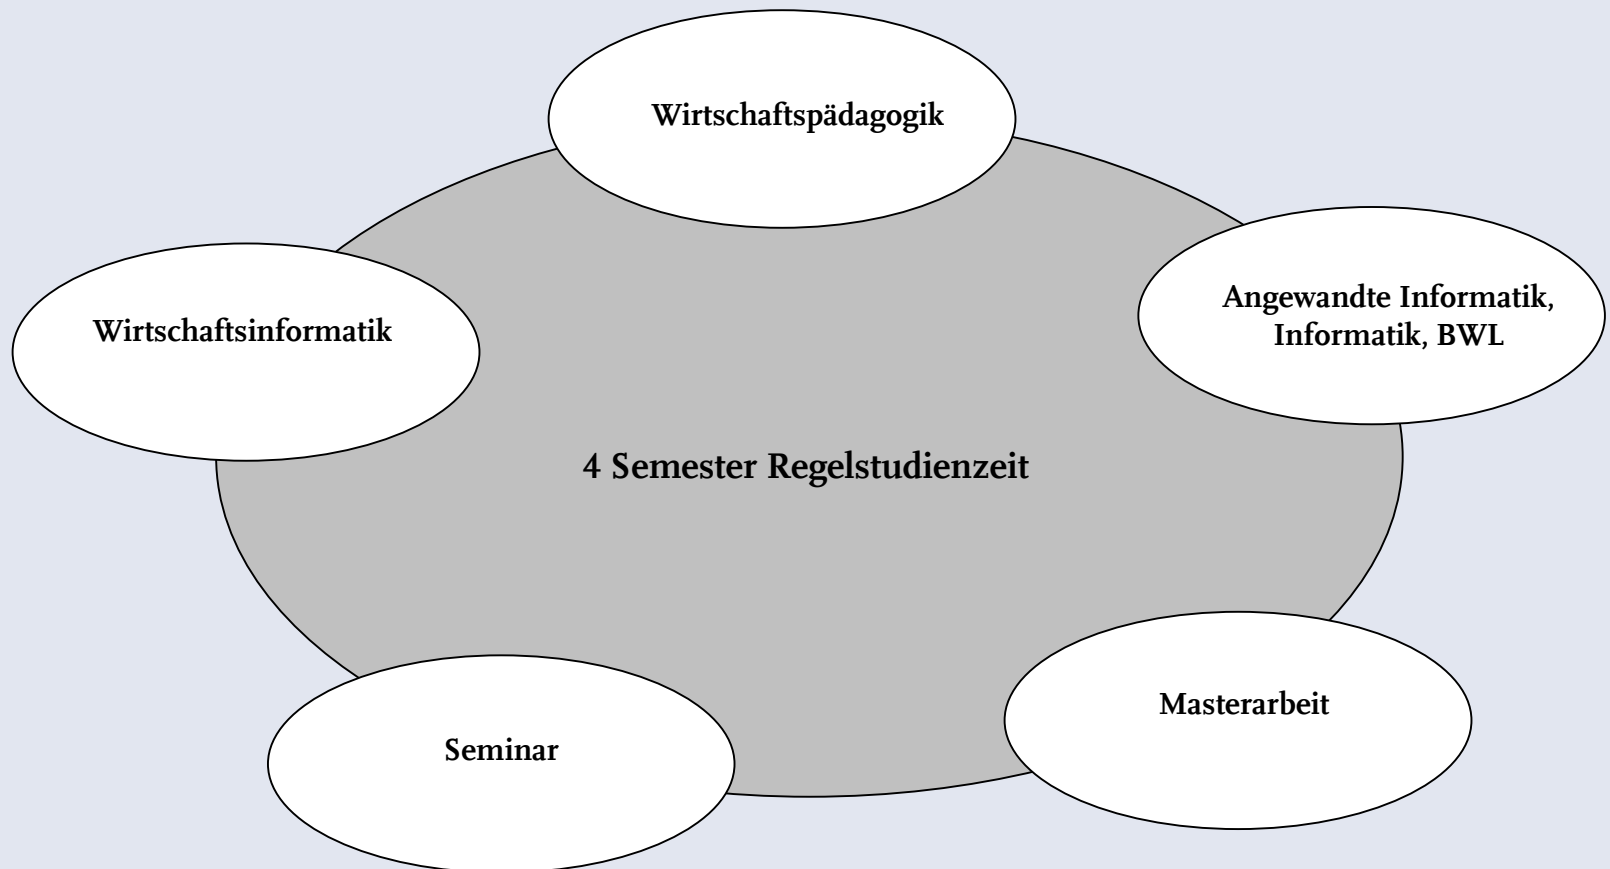 Wirtschaftspädagogik
Angewandte Informatik,
Informatik, BWL
Wirtschaftsinformatik
4 Semester Regelstudienzeit
Masterarbeit
Seminar